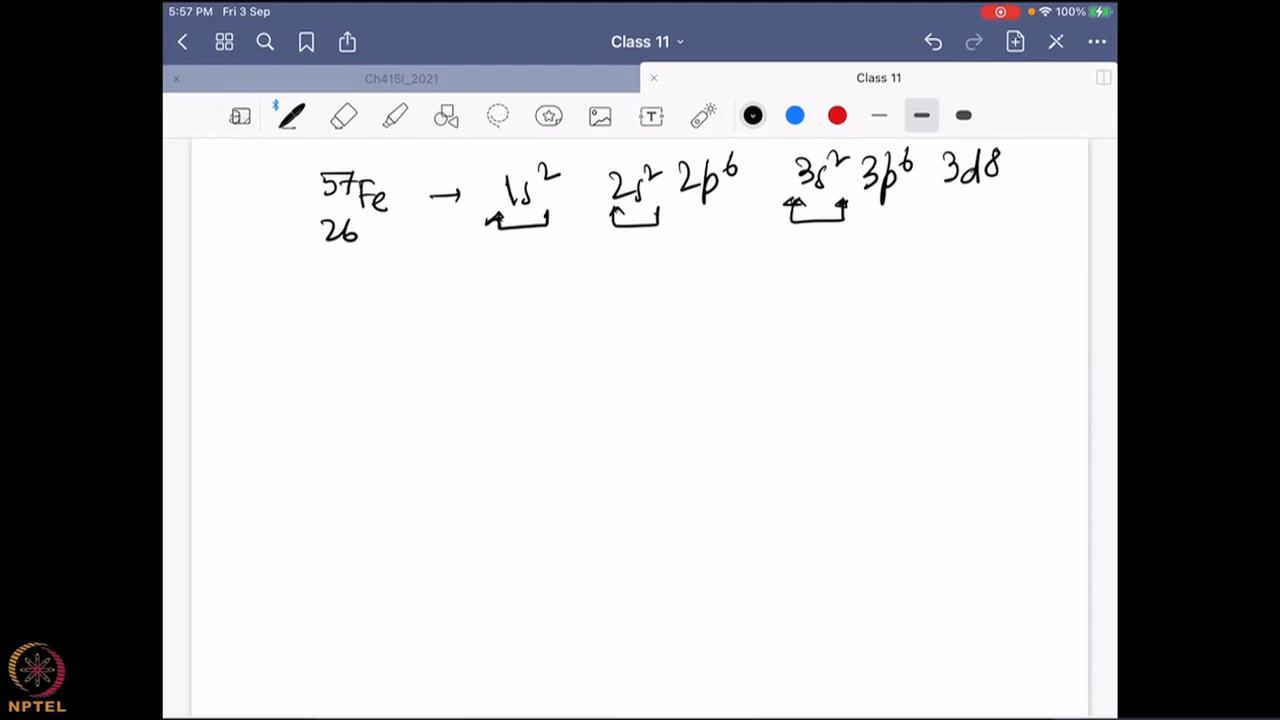 5:57 PM Fri 3 Sep 100%
Class 11
Ch415I_2021 Class 11
T
57Fe → 1s² 2s² 2p⁶ 3s² 3p⁶ 3d8
26
NPTEL